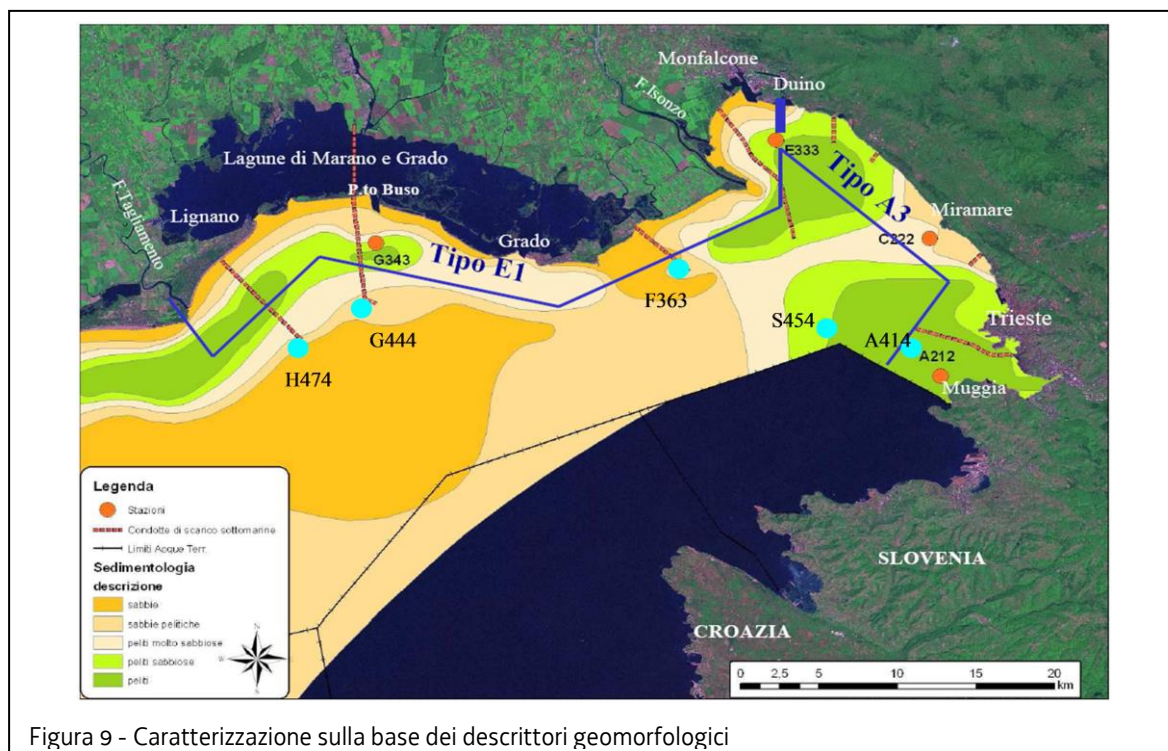 Monfalcone
Duino
F.Isonzo
E333
Lagune di Marano e Grado
Tipo A3
P.to Buso
F.Tagliamento
Lignano
Miramare
C222
Grado
G343
Tipo E1
F363
S454
Trieste
G444
A414
A212
H474
Muggia
Legenda
Stazioni
Condotte di scarico sottomarine
Limiti Acque Terr.
Sedimentologia
descrizione
sabbie
sabbie pelitiche
peliti molto sabbiose
peliti sabbiose
peliti
N
W
E
S
SLOVENIA
CROAZIA
0 2,5 5 10 15 20
km
Figura 9 - Caratterizzazione sulla base dei descrittori geomorfologici